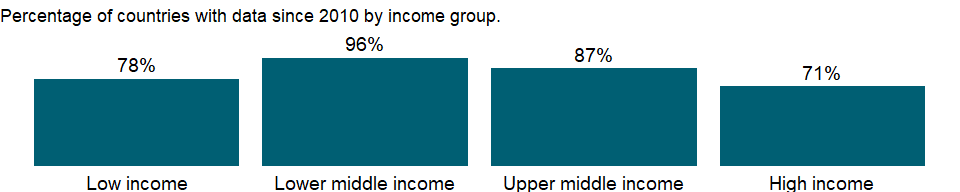 Percentage of countries with data since 2010 by income group.
96%
87%
78%
71%
Low income
Lower middle income
Upper middle income
High income